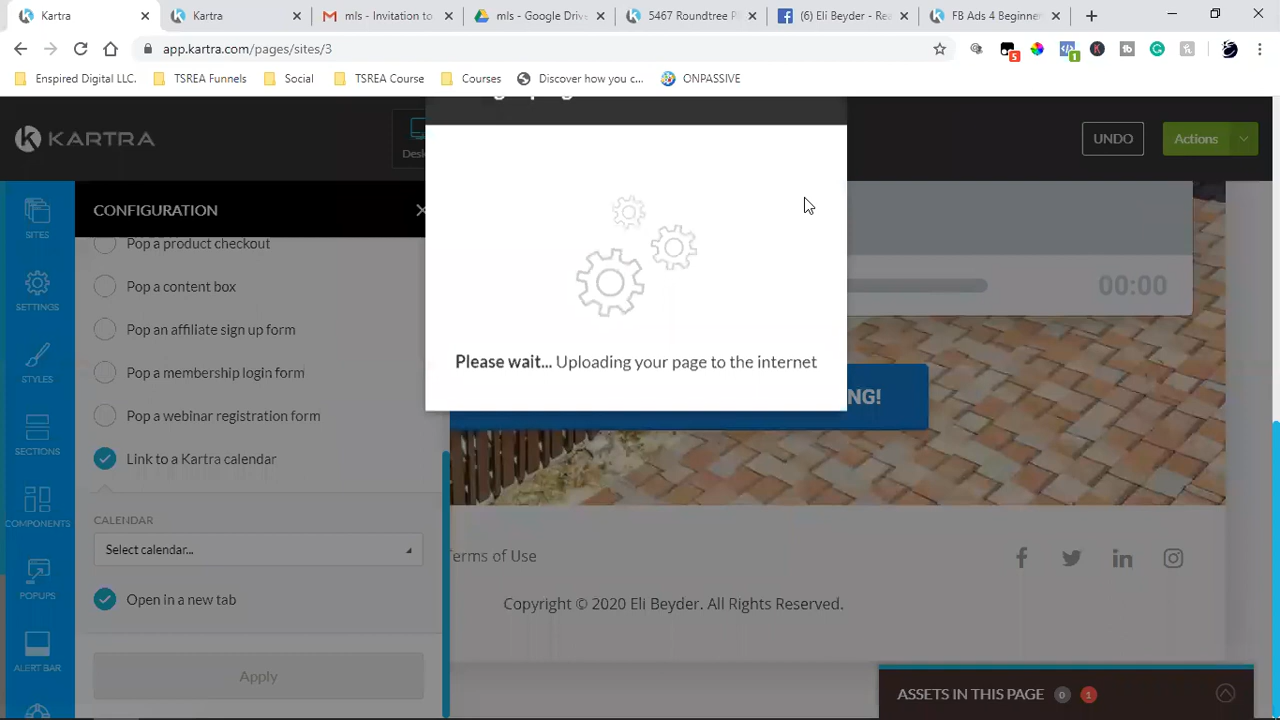 Kartra
Kartra
mls - Invitation to
mls - Google Drive
5467 Roundtree Pl
(6) Eli Beyder - Rea
FB Ads 4 Beginner
app.kartra.com/pages/sites/3
5
1
Enspired Digital LLC.
TSREA Funnels
Social
TSREA Course
Courses
Discover how you c...
ONPASSIVE
KARTRA
UNDO
Actions
SITES
SETTINGS
STYLES
SECTIONS
COMPONENTS
POPUPS
ALERT BAR
CONFIGURATION
Pop a product checkout
Pop a content box
Pop an affiliate sign up form
Pop a membership login form
Pop a webinar registration form
Link to a Kartra calendar
CALENDAR
Select calendar...
Open in a new tab
Apply
Please wait... Uploading your page to the internet
00:00
NG!
Terms of Use
Copyright © 2020 Eli Beyder. All Rights Reserved.
ASSETS IN THIS PAGE 0 1